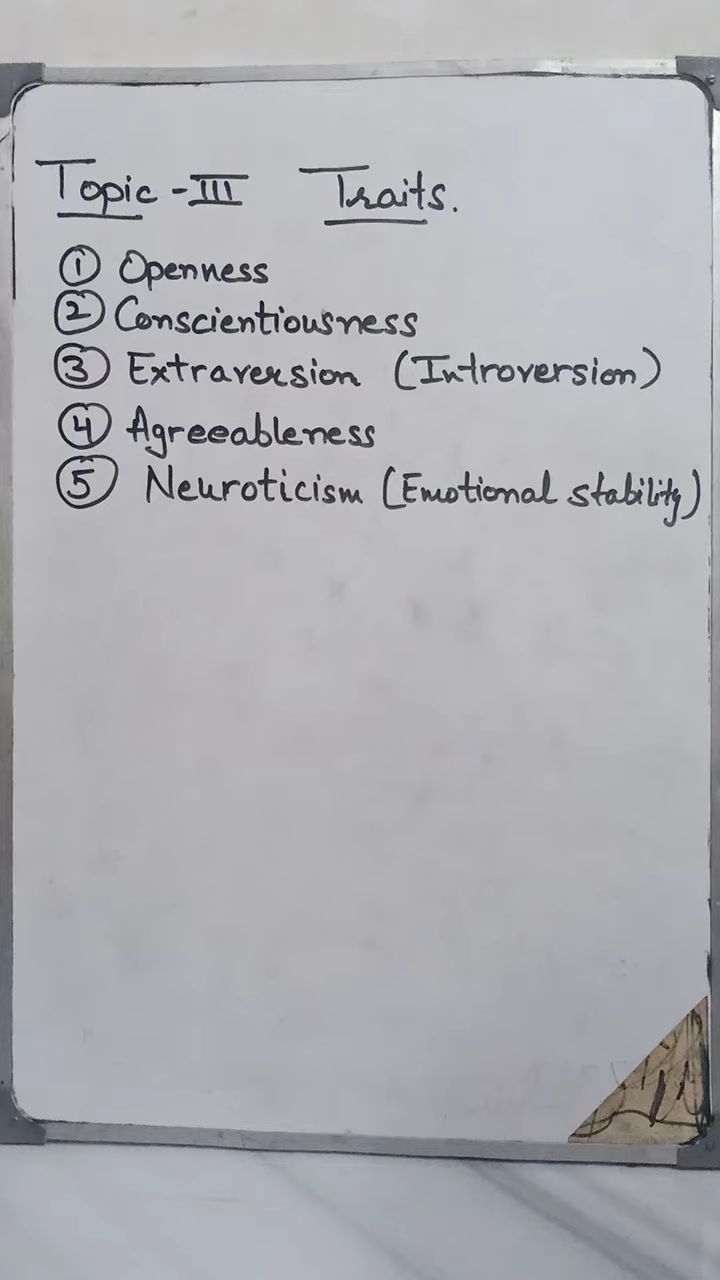 Topic - III Traits.
① Openness
② Conscientiousness
③ Extraversion (Introversion)
④ Agreeableness
⑤ Neuroticism (Emotional stability)